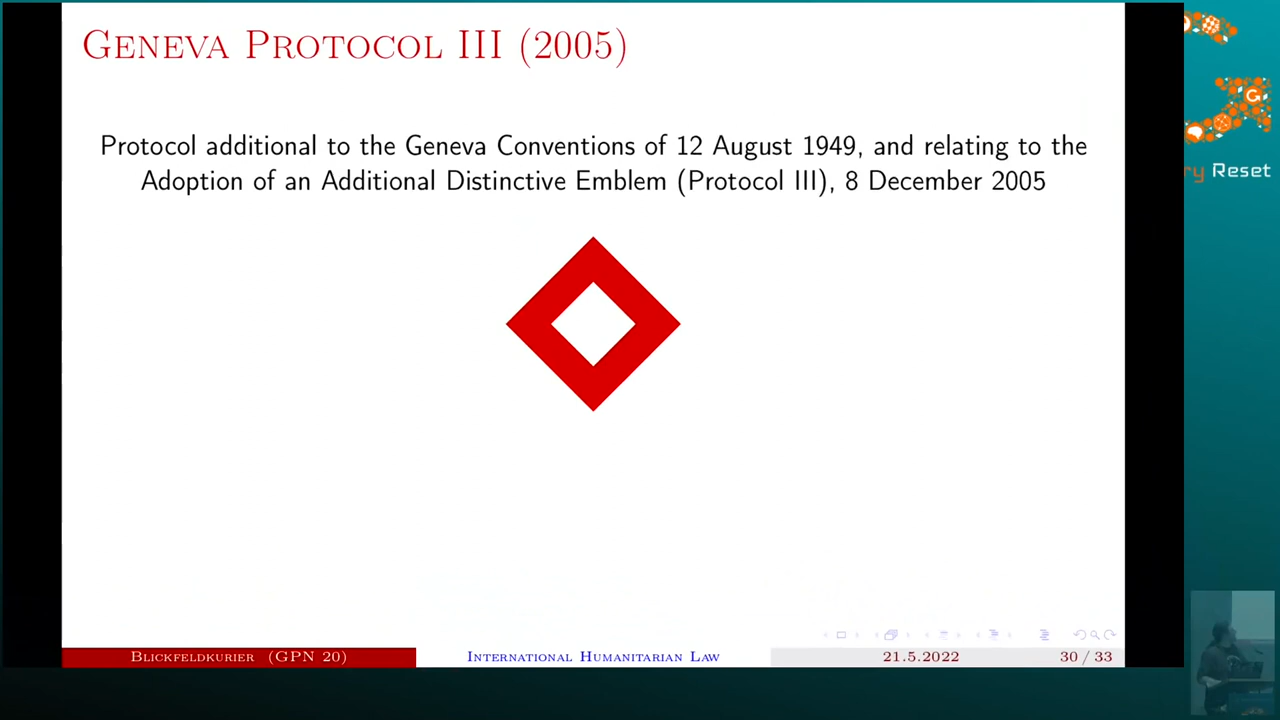 GENEVA PROTOCOL III (2005)
Protocol additional to the Geneva Conventions of 12 August 1949, and relating to the
Adoption of an Additional Distinctive Emblem (Protocol III), 8 December 2005
G
Reset
BLICKFELDKURIER (GPN 20)
INTERNATIONAL HUMANITARIAN LAW
21.5.2022
30 / 33